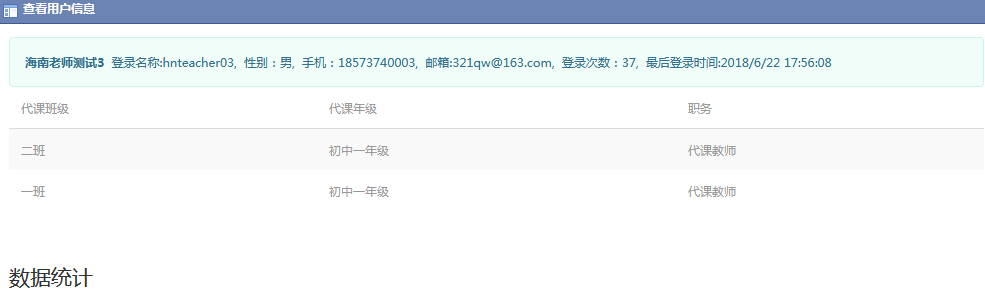 查看用户信息
海南老师测试3 登录名称:hnteacher03, 性别：男, 手机：18573740003, 邮箱:321qw@163.com, 登录次数：37, 最后登录时间:2018/6/22 17:56:08
代课班级 代课年级 职务
二班 初中一年级 代课教师
一班 初中一年级 代课教师
数据统计